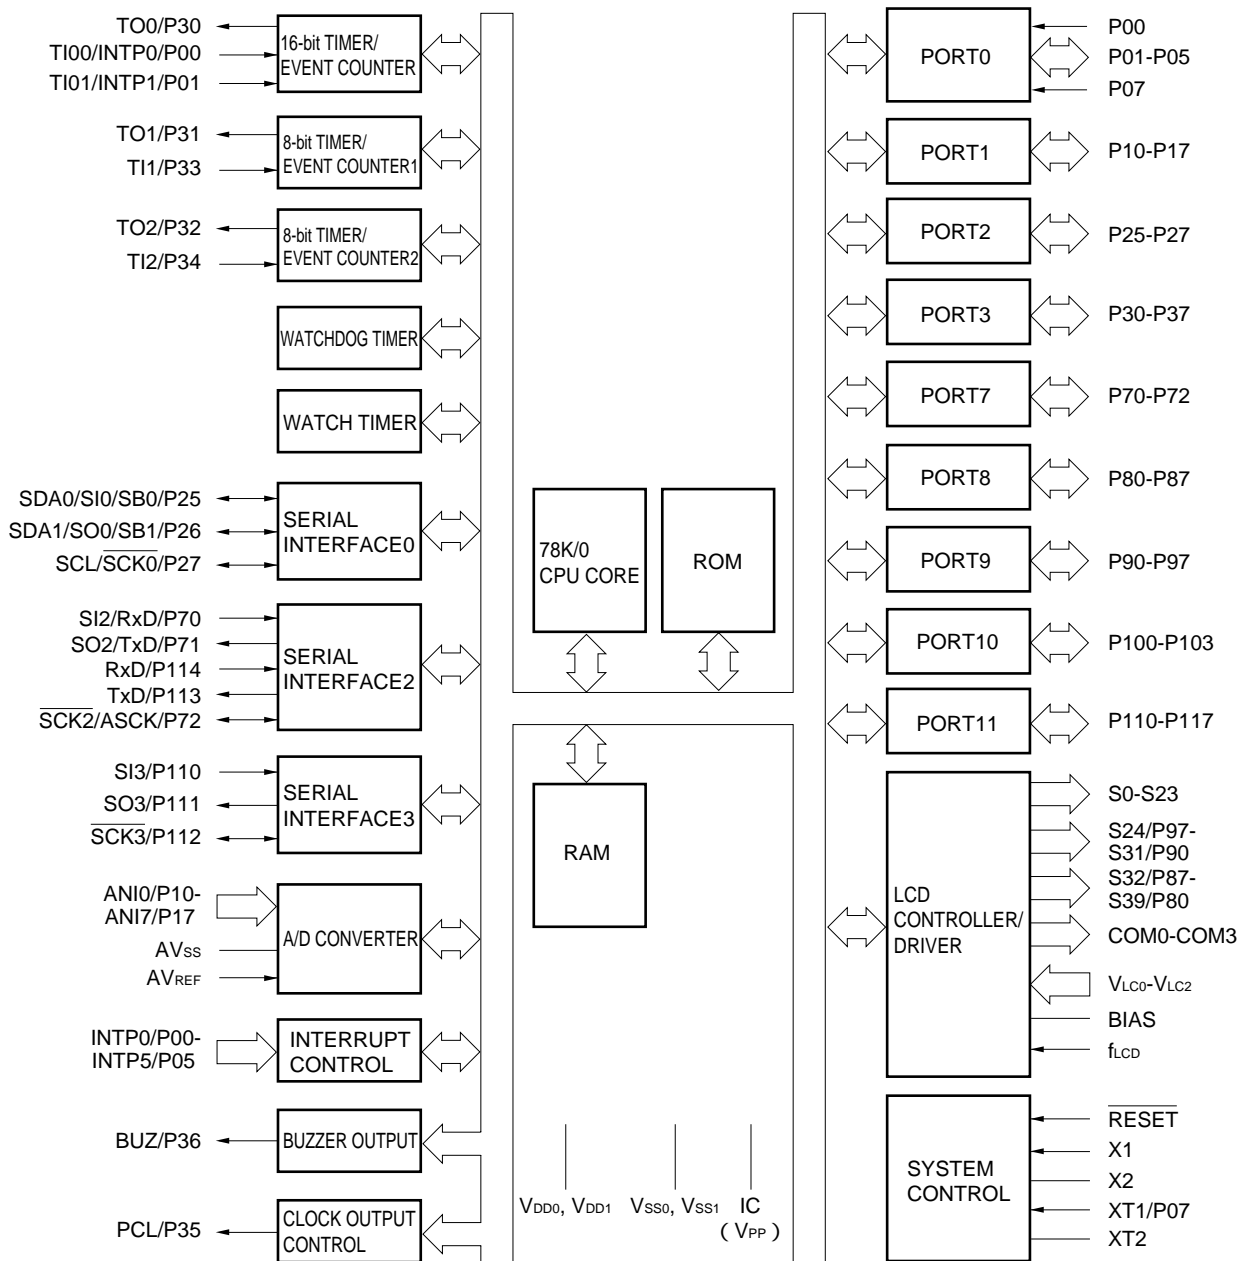 TO0/P30
TI00/INTP0/P00
TI01/INTP1/P01
16-bit TIMER/
EVENT COUNTER
TO1/P31
TI1/P33
8-bit TIMER/
EVENT COUNTER1
TO2/P32
TI2/P34
8-bit TIMER/
EVENT COUNTER2
WATCHDOG TIMER
WATCH TIMER
SDA0/SI0/SB0/P25
SDA1/SO0/SB1/P26
SCL/SCK0/P27
SERIAL
INTERFACE0
SI2/RxD/P70
SO2/TxD/P71
RxD/P114
TxD/P113
SCK2/ASCK/P72
SERIAL
INTERFACE2
SI3/P110
SO3/P111
SCK3/P112
SERIAL
INTERFACE3
ANI0/P10-
ANI7/P17
AVSS
AVREF
A/D CONVERTER
INTP0/P00-
INTP5/P05
INTERRUPT
CONTROL
BUZ/P36
BUZZER OUTPUT
PCL/P35
CLOCK OUTPUT
CONTROL
78K/0
CPU CORE
ROM
RAM
VDD0, VDD1
VSS0, VSS1
IC
( VPP )
PORT0
P00
P01-P05
P07
PORT1
P10-P17
PORT2
P25-P27
PORT3
P30-P37
PORT7
P70-P72
PORT8
P80-P87
PORT9
P90-P97
PORT10
P100-P103
PORT11
P110-P117
LCD
CONTROLLER/
DRIVER
S0-S23
S24/P97-
S31/P90
S32/P87-
S39/P80
COM0-COM3
VLC0-VLC2
BIAS
fLCD
SYSTEM
CONTROL
RESET
X1
X2
XT1/P07
XT2